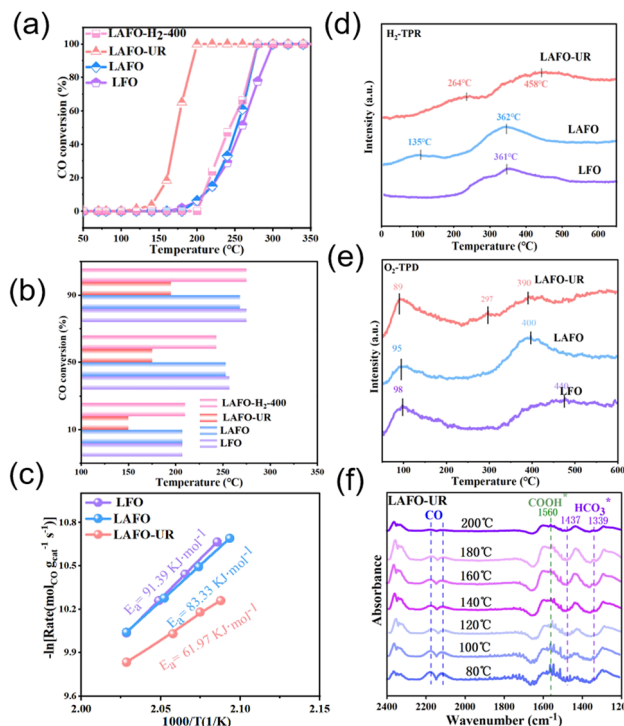 (a)
LAFO-H2-400
LAFO-UR
LAFO
LFO
CO conversion (%)
100
80
60
40
20
0
50 100 150 200 250 300 350
Temperature (℃)
(b)
CO conversion (%)
90
50
10
LAFO-H2-400
LAFO-UR
LAFO
LFO
100 150 200 250 300 350
Temperature (℃)
(c)
LFO
LAFO
LAFO-UR
-ln[Rate(molCO gcat⁻¹ s⁻¹)]
10.8
10.5
10.2
9.9
9.6
Ea= 91.39 KJ·mol⁻¹
Ea= 83.33 KJ·mol⁻¹
Ea= 61.97 KJ·mol⁻¹
2.00 2.05 2.10 2.15
1000/T(1/K)
(d)
H2-TPR
Intensity (a.u.)
264℃
458℃
LAFO-UR
135℃
362℃
LAFO
361℃
LFO
0 100 200 300 400 500 600
Temperature (℃)
(e)
O2-TPD
Intensity (a.u.)
89
297
390
LAFO-UR
95
400
LAFO
98
440
LFO
100 200 300 400 500 600
Temperature (℃)
(f)
LAFO-UR
CO
COOH*
1560
HCO3*
1437
1339
Absorbance
200℃
180℃
160℃
140℃
120℃
100℃
80℃
2400 2200 2000 1800 1600 1400 1200
Wavenumber (cm⁻¹)